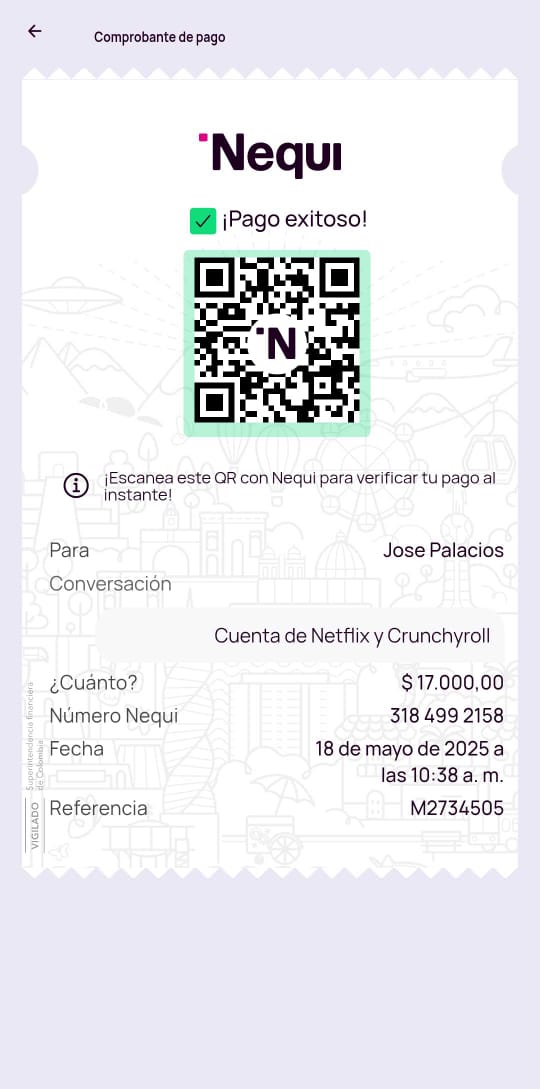 Comprobante de pago
Nequi
¡Pago exitoso!
N
¡Escanea este QR con Nequi para verificar tu pago al
instante!
Para
Jose Palacios
Conversación
Cuenta de Netflix y Crunchyroll
¿Cuánto?
$ 17.000,00
Número Nequi
318 499 2158
Fecha
18 de mayo de 2025 a
las 10:38 a. m.
Referencia
M2734505
VIGILADO
Superintendencia financiera
de Colombia